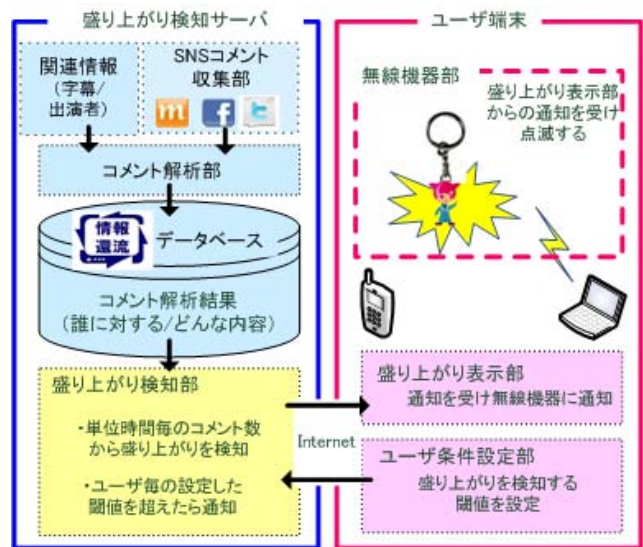 盛り上がり検知サーバ
関連情報
(字幕/
出演者)
SNSコメント
収集部
m
f
t
コメント解析部
情報
還流
データベース
コメント解析結果
(誰に対する/どんな内容)
盛り上がり検知部
・単位時間毎のコメント数
から盛り上がりを検知
・ユーザ毎の設定した
閾値を超えたら通知
Internet
ユーザ端末
無線機器部
盛り上がり表示部
からの通知を受け
点滅する
盛り上がり表示部
通知を受け無線機器に通知
ユーザ条件設定部
盛り上がりを検知する
閾値を設定